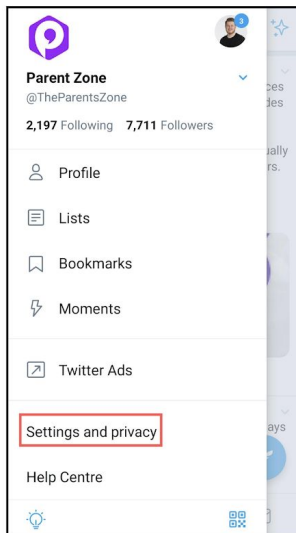 3
Parent Zone
@TheParentsZone
2,197 Following 7,711 Followers
Profile
Lists
Bookmarks
Moments
Twitter Ads
Settings and privacy
Help Centre